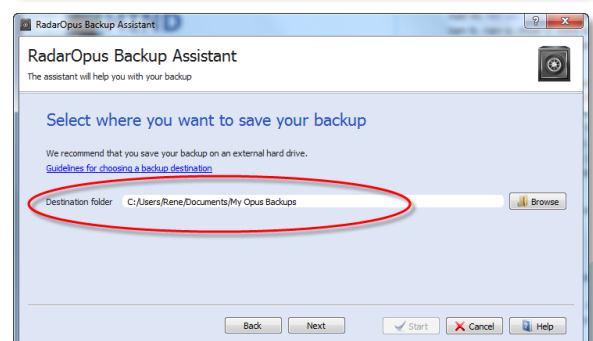 RadarOpus Backup Assistant
RadarOpus Backup Assistant
The assistant will help you with your backup
Select where you want to save your backup
We recommend that you save your backup on an external hard drive.
Guidelines for choosing a backup destination
Destination folder C:/Users/Rene/Documents/My Opus Backups Browse
Back Next Start Cancel Help